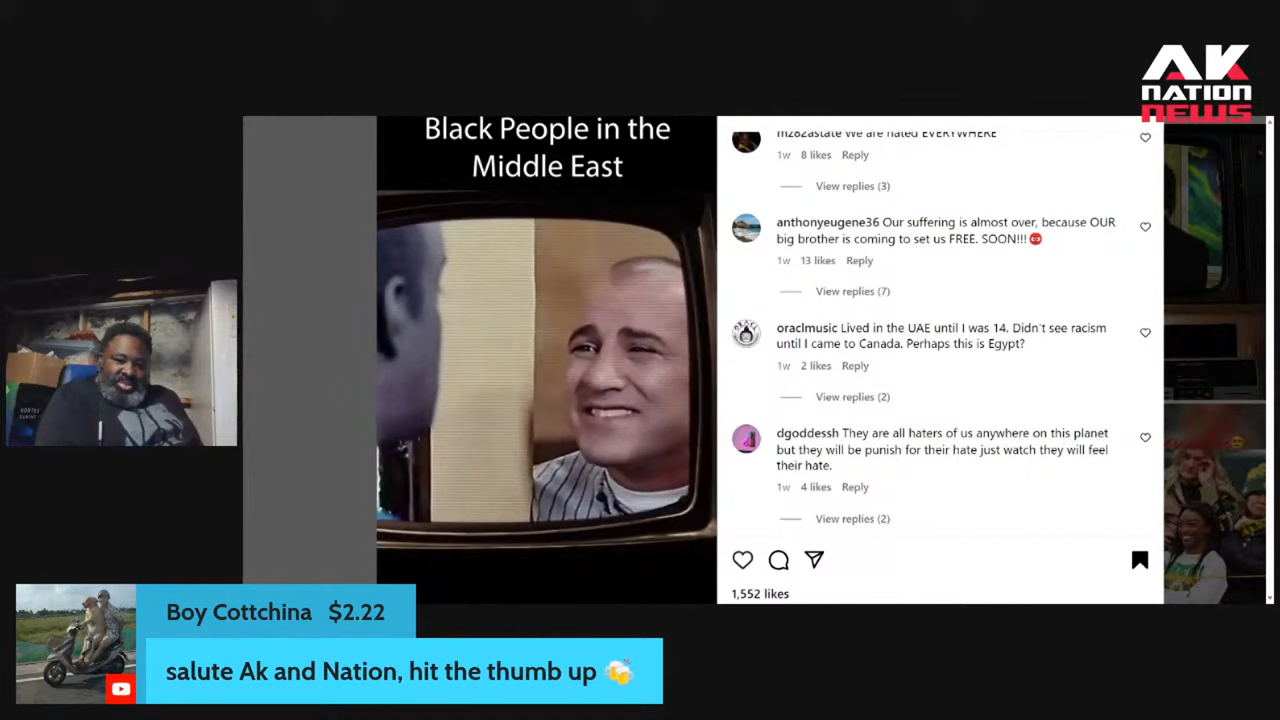 AK
NATION
NEWS
Black People in the
Middle East
mz82astate We are hated EVERYWHERE
1w 8 likes Reply
View replies (3)
anthonyeugene36 Our suffering is almost over, because OUR
big brother is coming to set us FREE. SOON!!!
1w 13 likes Reply
View replies (7)
oraclmusic Lived in the UAE until I was 14. Didn't see racism
until I came to Canada. Perhaps this is Egypt?
1w 2 likes Reply
View replies (2)
dgoddessh They are all haters of us anywhere on this planet
but they will be punish for their hate just watch they will feel
their hate.
1w 4 likes Reply
View replies (2)
1,552 likes
Boy Cottchina $2.22
salute Ak and Nation, hit the thumb up 🍻